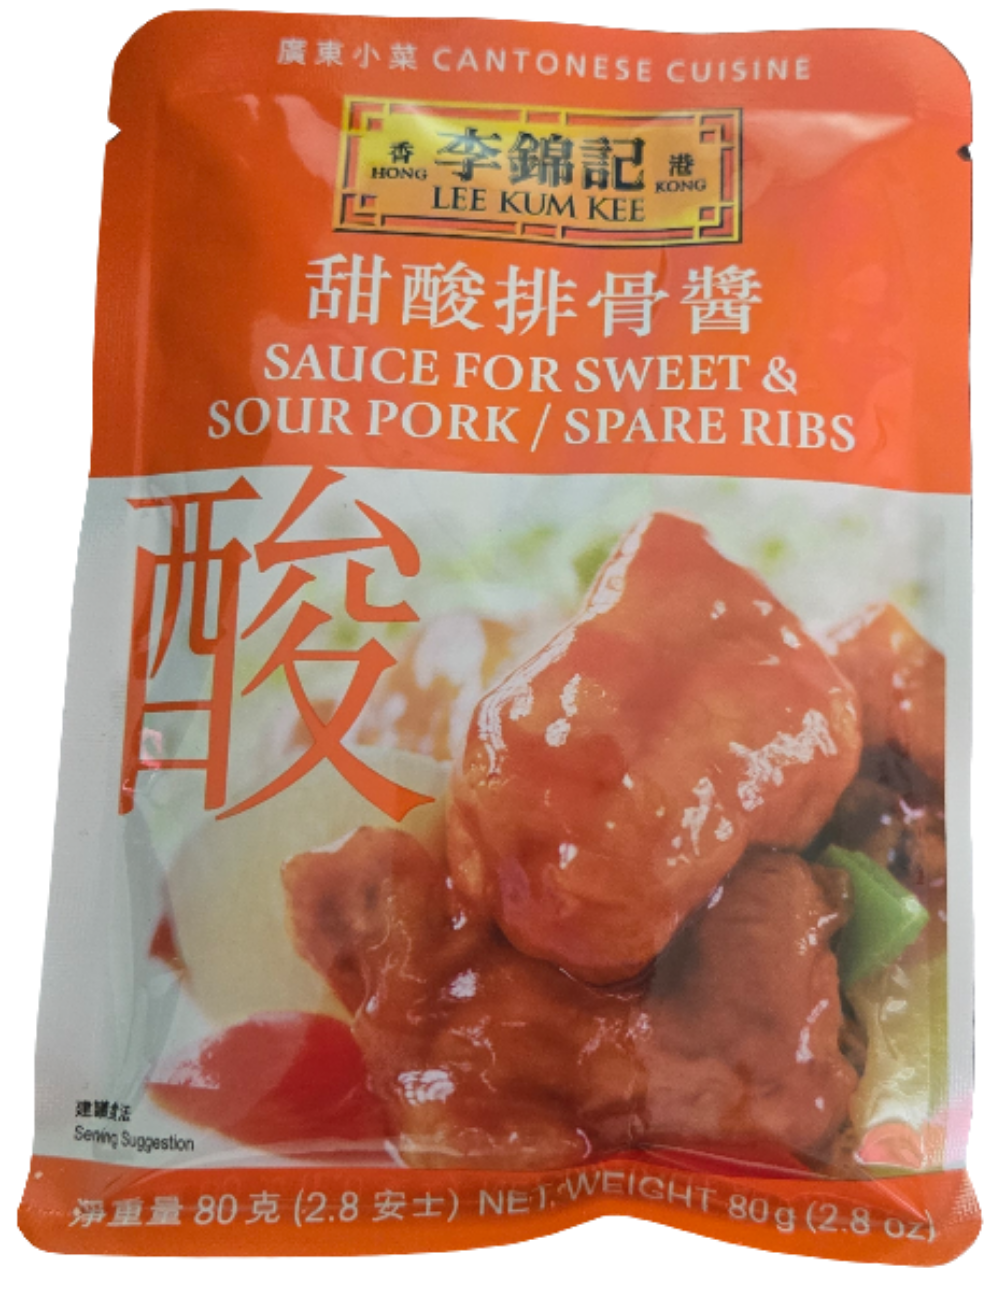 廣東小菜 CANTONESE CUISINE
香 李錦記 港
HONG LEE KUM KEE KONG
甜酸排骨醬
SAUCE FOR SWEET &
SOUR PORK / SPARE RIBS
酸
建議食法
Serving Suggestion
淨重量 80 克 (2.8 安士) NET. WEIGHT 80g (2.8 oz)